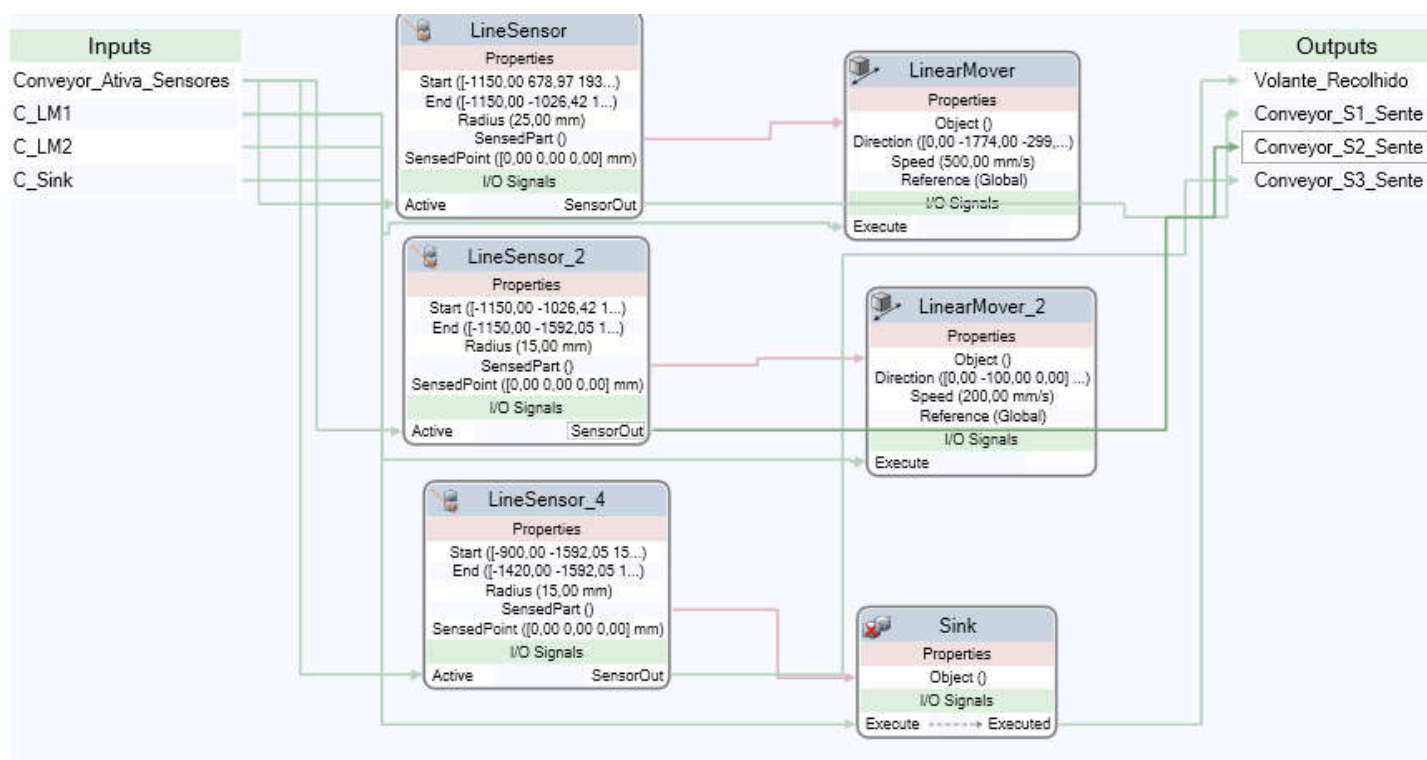 Inputs
Conveyor_Ativa_Sensores
C_LM1
C_LM2
C_Sink
LineSensor
Properties
Start ([-1150,00 678,97 193...)
End ([-1150,00 -1026,42 1...)
Radius (25,00 mm)
SensedPart ()
SensedPoint ([0,00 0,00 0,00] mm)
I/O Signals
Active SensorOut
LineSensor_2
Properties
Start ([-1150,00 -1026,42 1...)
End ([-1150,00 -1592,05 1...)
Radius (15,00 mm)
SensedPart ()
SensedPoint ([0,00 0,00 0,00] mm)
I/O Signals
Active SensorOut
LineSensor_4
Properties
Start ([-900,00 -1592,05 15...)
End ([-1420,00 -1592,05 1...)
Radius (15,00 mm)
SensedPart ()
SensedPoint ([0,00 0,00 0,00] mm)
I/O Signals
Active SensorOut
LinearMover
Properties
Object ()
Direction ([0,00 -1774,00 -299,...)
Speed (500,00 mm/s)
Reference (Global)
I/O Signals
Execute
LinearMover_2
Properties
Object ()
Direction ([0,00 -100,00 0,00] ...)
Speed (200,00 mm/s)
Reference (Global)
I/O Signals
Execute
Sink
Properties
Object ()
I/O Signals
Execute Executed
Outputs
Volante_Recolhido
Conveyor_S1_Sente
Conveyor_S2_Sente
Conveyor_S3_Sente